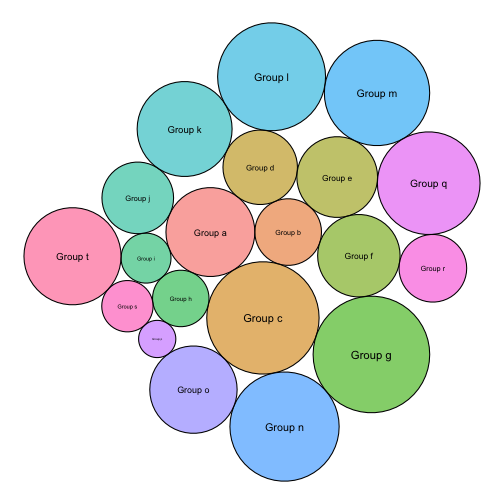 Group l
Group m
Group k
Group d
Group e
Group q
Group j
Group a
Group b
Group t
Group i
Group f
Group r
Group h
Group s
Group c
Group g
Group o
Group n